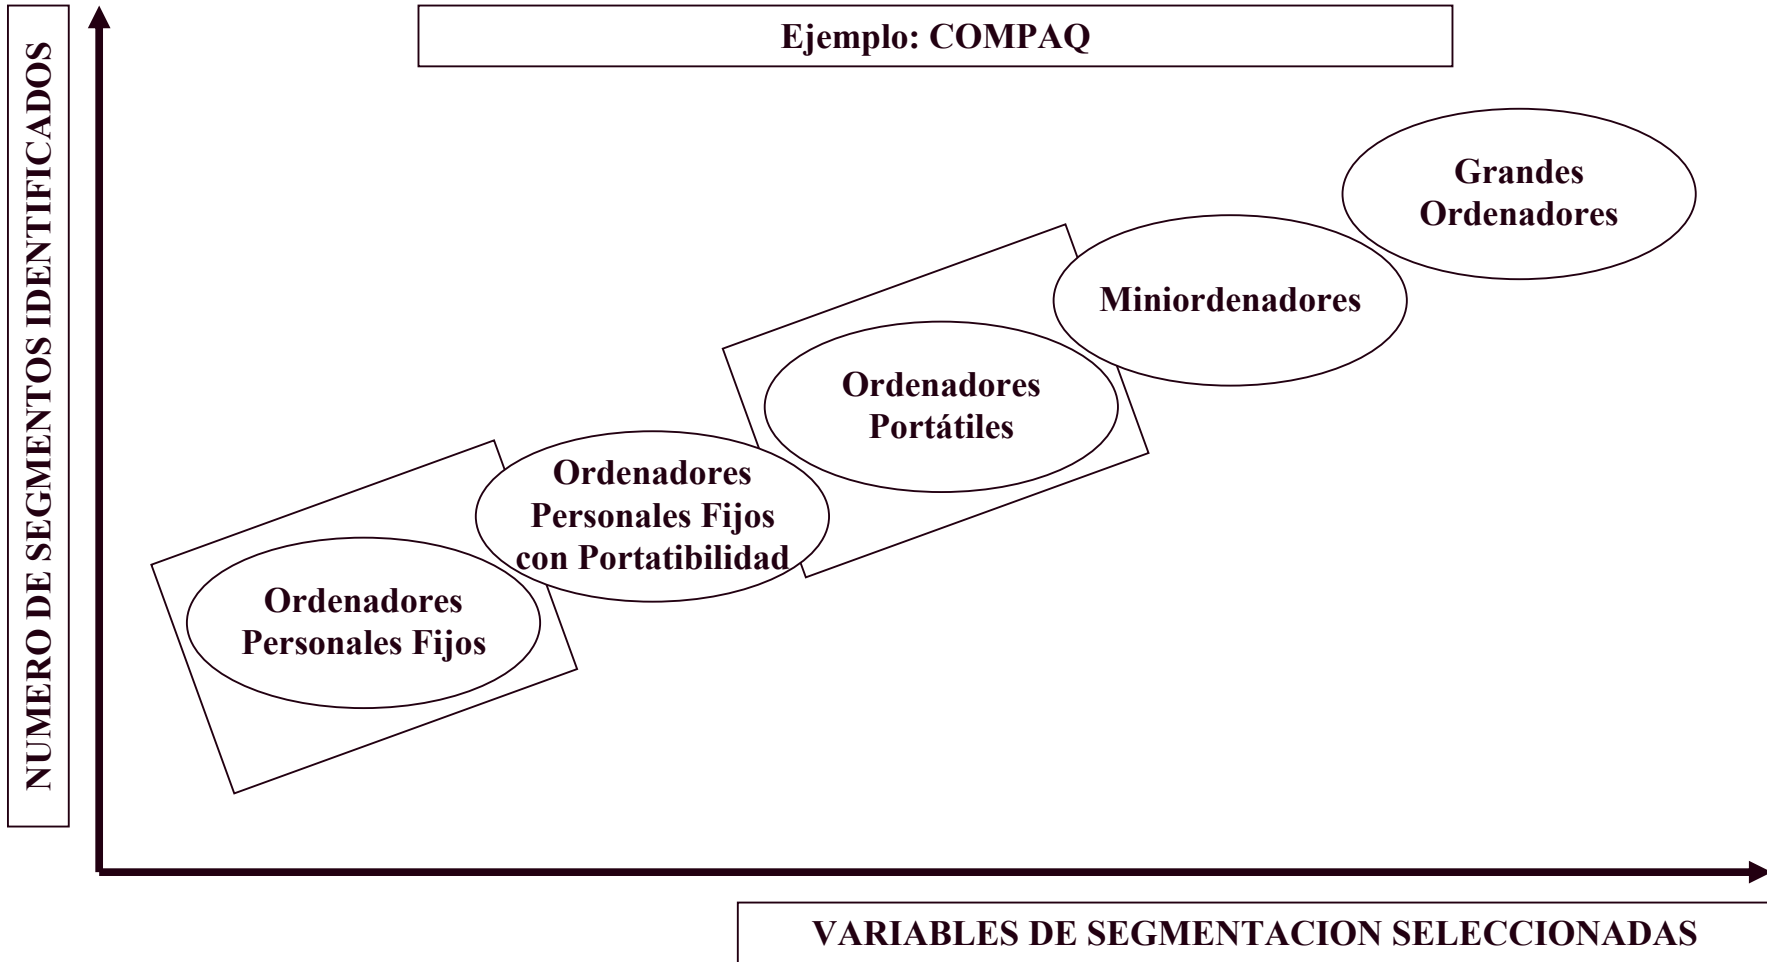 Ejemplo: COMPAQ
NUMERO DE SEGMENTOS IDENTIFICADOS
Grandes
Ordenadores
Miniordenadores
Ordenadores
Portátiles
Ordenadores
Personales Fijos
con Portatibilidad
Ordenadores
Personales Fijos
VARIABLES DE SEGMENTACION SELECCIONADAS